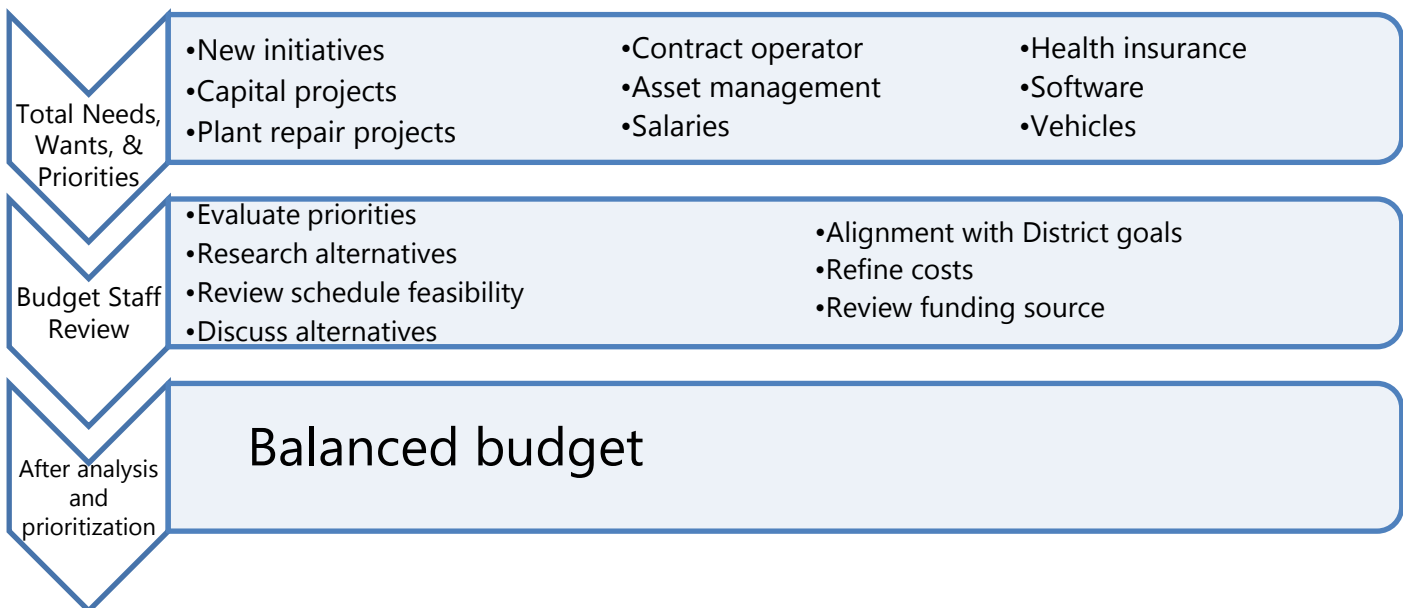 Total Needs,
Wants, &
Priorities
•New initiatives
•Capital projects
•Plant repair projects
•Contract operator
•Asset management
•Salaries
•Health insurance
•Software
•Vehicles
Budget Staff
Review
•Evaluate priorities
•Research alternatives
•Review schedule feasibility
•Discuss alternatives
•Alignment with District goals
•Refine costs
•Review funding source
After analysis
and
prioritization
Balanced budget